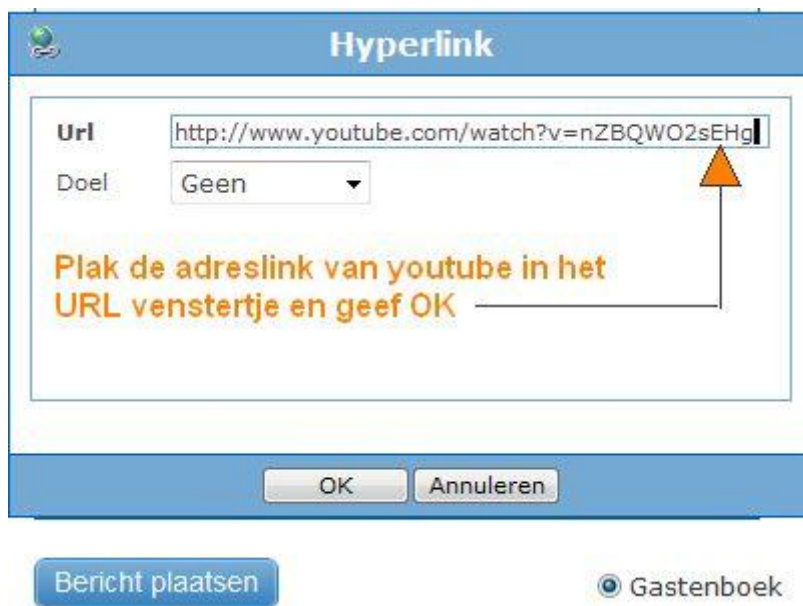 Hyperlink
Url http://www.youtube.com/watch?v=nZBQWO2sEHg
Doel Geen
Plak de adreslink van youtube in het
URL venstertje en geef OK
OK Annuleren
Bericht plaatsen Gastenboek